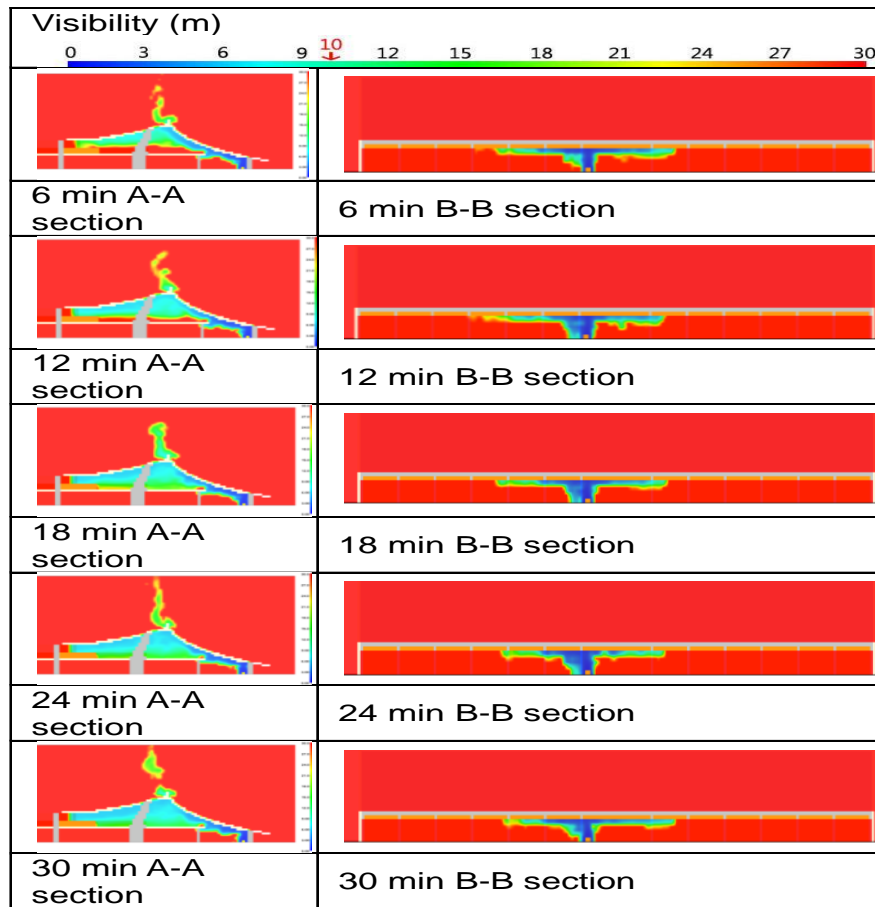 Visibility (m)
0 3 6 9 10 12 15 18 21 24 27 30
6 min A-A
section
6 min B-B section
12 min A-A
section
12 min B-B section
18 min A-A
section
18 min B-B section
24 min A-A
section
24 min B-B section
30 min A-A
section
30 min B-B section